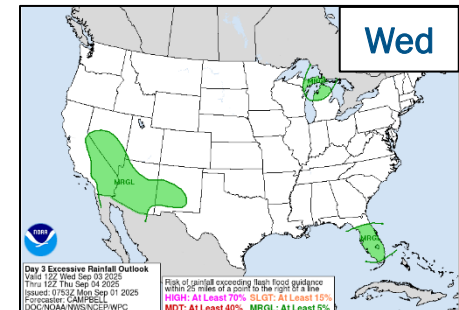 Wed
MRGL
MRGL
MRGL
NOAA
Day 3 Excessive Rainfall Outlook
Valid 12Z Wed Sep 03 2025
Thru 12Z Thu Sep 04 2025
Issued: 0753Z Mon Sep 01 2025
Forecaster: CAMPBELL
DOC/NOAA/NWS/NCEP/WPC
Risk of rainfall exceeding flash flood guidance
within 25 miles of a point to the right of a line
HIGH: At Least 70% SLGT: At Least 15%
MDT: At Least 40% MRGL: At Least 5%